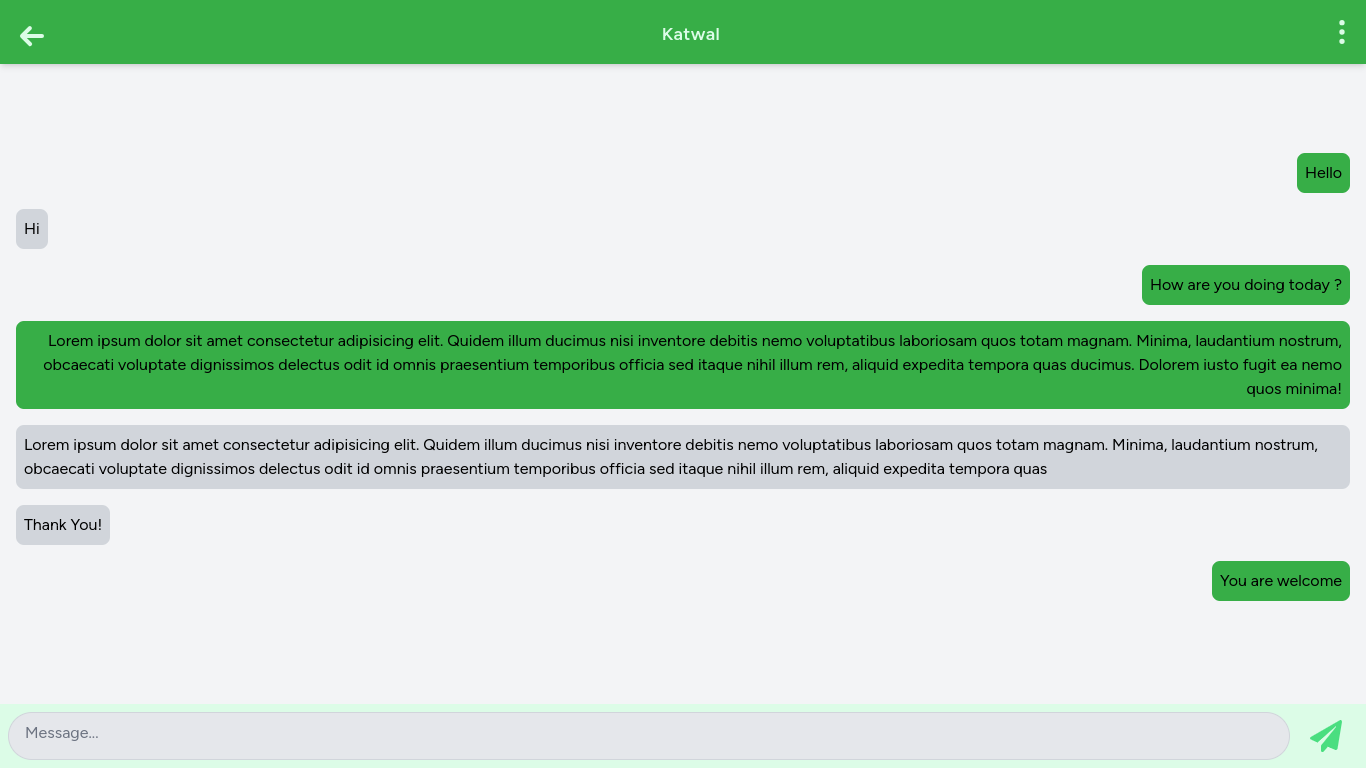 Katwal
Hello
Hi
How are you doing today ?
Lorem ipsum dolor sit amet consectetur adipisicing elit. Quidem illum ducimus nisi inventore debitis nemo voluptatibus laboriosam quos totam magnam. Minima, laudantium nostrum,
obcaecati voluptate dignissimos delectus odit id omnis praesentium temporibus officia sed itaque nihil illum rem, aliquid expedita tempora quas ducimus. Dolorem iusto fugit ea nemo
quos minima!
Lorem ipsum dolor sit amet consectetur adipisicing elit. Quidem illum ducimus nisi inventore debitis nemo voluptatibus laboriosam quos totam magnam. Minima, laudantium nostrum,
obcaecati voluptate dignissimos delectus odit id omnis praesentium temporibus officia sed itaque nihil illum rem, aliquid expedita tempora quas
Thank You!
You are welcome
Message...